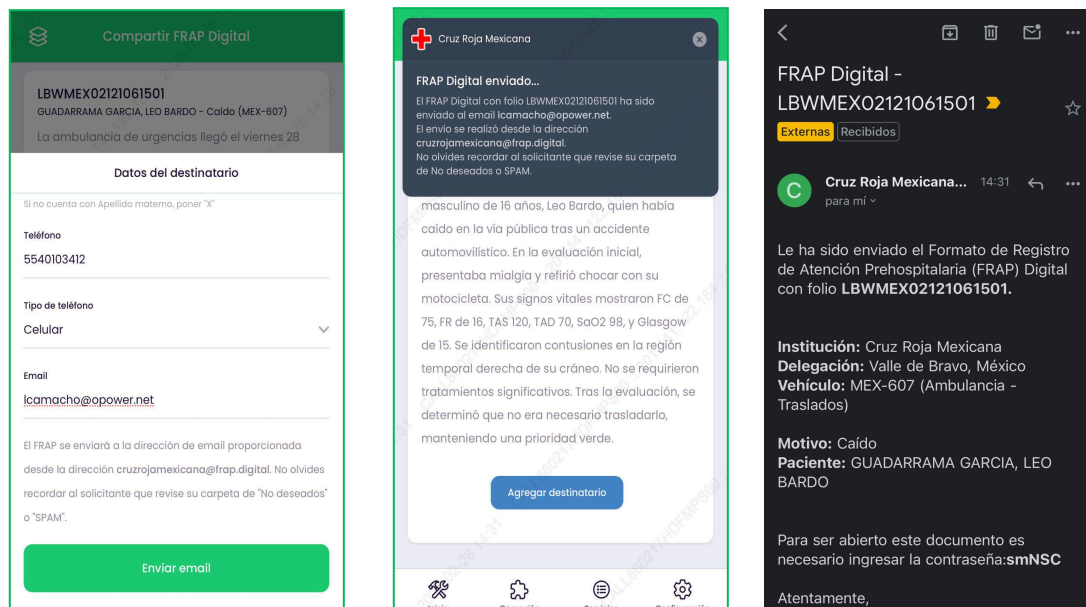 Compartir FRAP Digital
LBWMEX02121061501
GUADARRAMA GARCIA, LEO BARDO - Caído (MEX-607)
La ambulancia de urgencias llegó el viernes 28
Datos del destinatario
Si no cuenta con Apellido materno, poner "X"
Teléfono
5540103412
Tipo de teléfono
Celular
Email
lcamacho@opower.net
El FRAP se enviará a la dirección de email proporcionada
desde la dirección cruzrojamexicana@frap.digital. No olvides
recordar al solicitante que revise su carpeta de "No deseados"
o "SPAM".
Enviar email
Cruz Roja Mexicana
FRAP Digital enviado...
El FRAP Digital con folio LBWMEX02121061501 ha sido
enviado al email lcamacho@opower.net.
El envío se realizó desde la dirección
cruzrojamexicana@frap.digital.
No olvides recordar al solicitante que revise su carpeta
de No deseados o SPAM.
masculino de 16 años, Leo Bardo, quien había
caído en la vía pública tras un accidente
automovilístico. En la evaluación inicial,
presentaba mialgia y refirió chocar con su
motocicleta. Sus signos vitales mostraron FC de
75, FR de 16, TAS 120, TAD 70, SaO2 98, y Glasgow
de 15. Se identificaron contusiones en la región
temporal derecha de su cráneo. No se requirieron
tratamientos significativos. Tras la evaluación, se
determinó que no era necesario trasladarlo,
manteniendo una prioridad verde.
Agregar destinatario
FRAP Digital -
LBWMEX02121061501
Externas Recibidos
C
Cruz Roja Mexicana... 14:31
para mí
Le ha sido enviado el Formato de Registro
de Atención Prehospitalaria (FRAP) Digital
con folio LBWMEX02121061501.
Institución: Cruz Roja Mexicana
Delegación: Valle de Bravo, México
Vehículo: MEX-607 (Ambulancia -
Traslados)
Motivo: Caído
Paciente: GUADARRAMA GARCIA, LEO
BARDO
Para ser abierto este documento es
necesario ingresar la contraseña:smNSC
Atentamente,